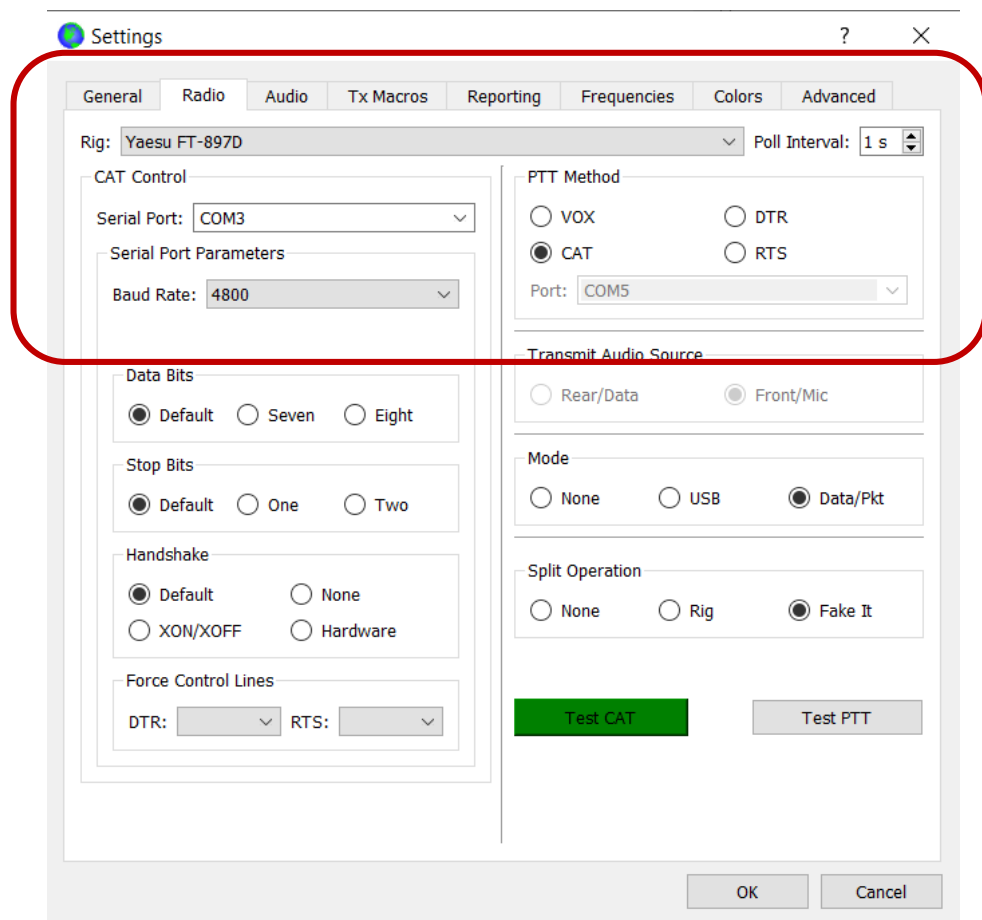 Settings
?
General Radio Audio Tx Macros Reporting Frequencies Colors Advanced
Rig: Yaesu FT-897D Poll Interval: 1 s
CAT Control
Serial Port: COM3
Serial Port Parameters
Baud Rate: 4800
Data Bits
Default Seven Eight
Stop Bits
Default One Two
Handshake
Default None
XON/XOFF Hardware
Force Control Lines
DTR: RTS:
PTT Method
VOX DTR
CAT RTS
Port: COM5
Transmit Audio Source
Rear/Data Front/Mic
Mode
None USB Data/Pkt
Split Operation
None Rig Fake It
Test CAT Test PTT
OK Cancel